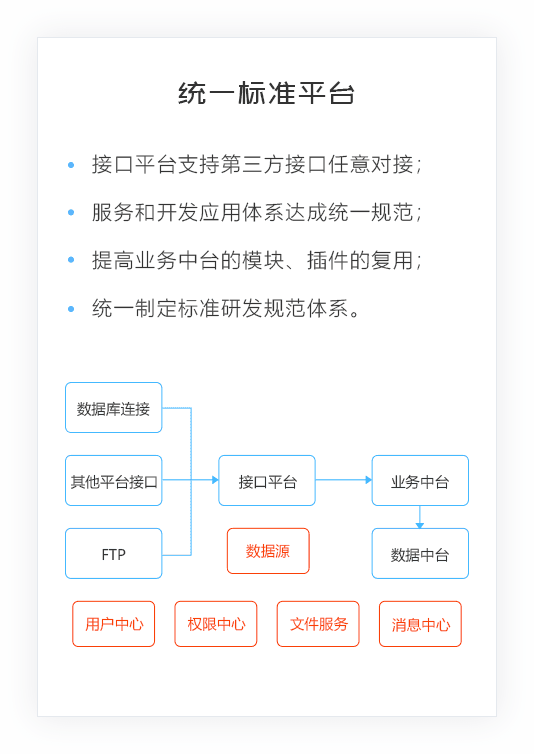 统一标准平台
接口平台支持第三方接口任意对接；
服务和开发应用体系达成统一规范；
提高业务中台的模块、插件的复用；
统一制定标准研发规范体系。
数据库连接
其他平台接口
接口平台
业务中台
FTP
数据源
数据中台
用户中心
权限中心
文件服务
消息中心